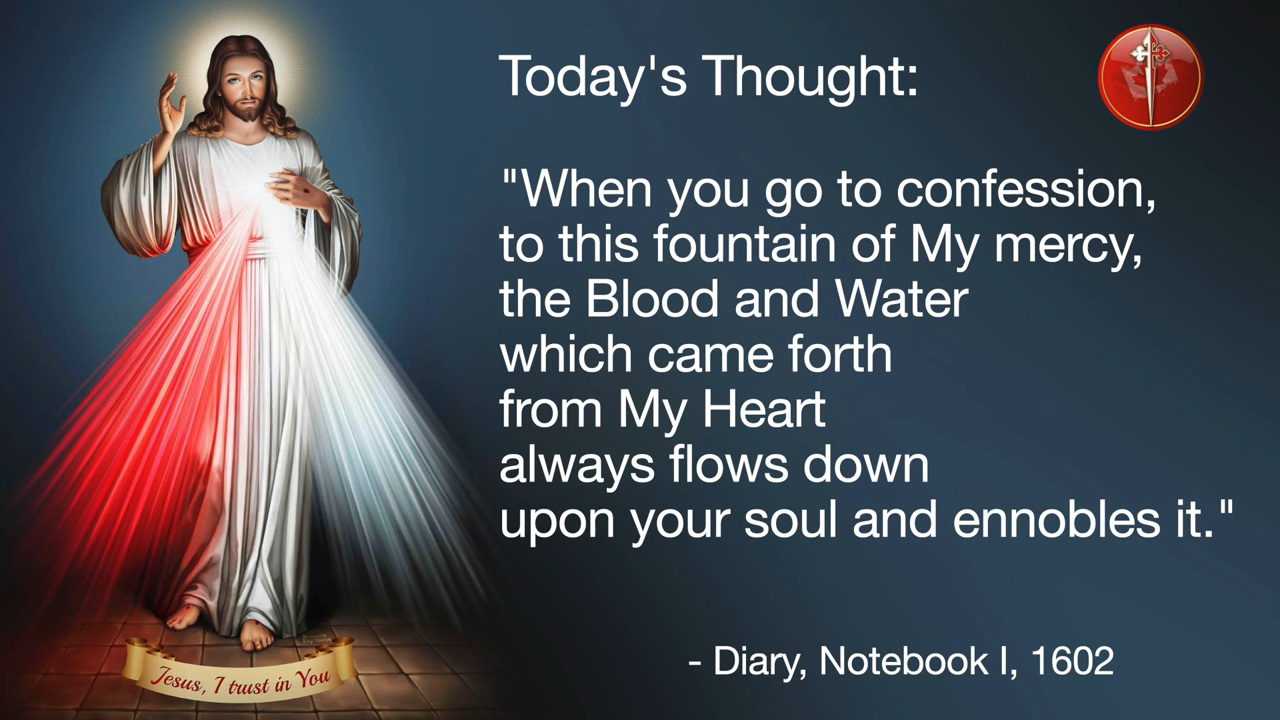 Today's Thought:
"When you go to confession,
to this fountain of My mercy,
the Blood and Water
which came forth
from My Heart
always flows down
upon your soul and ennobles it."
- Diary, Notebook I, 1602
Jesus, I trust in You